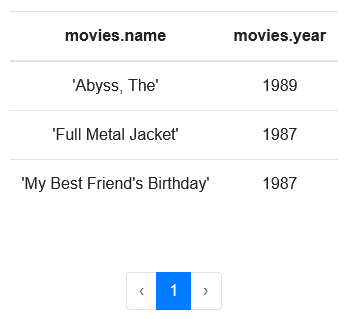 movies.name movies.year
'Abyss, The' 1989
'Full Metal Jacket' 1987
'My Best Friend's Birthday' 1987
‹ 1 ›